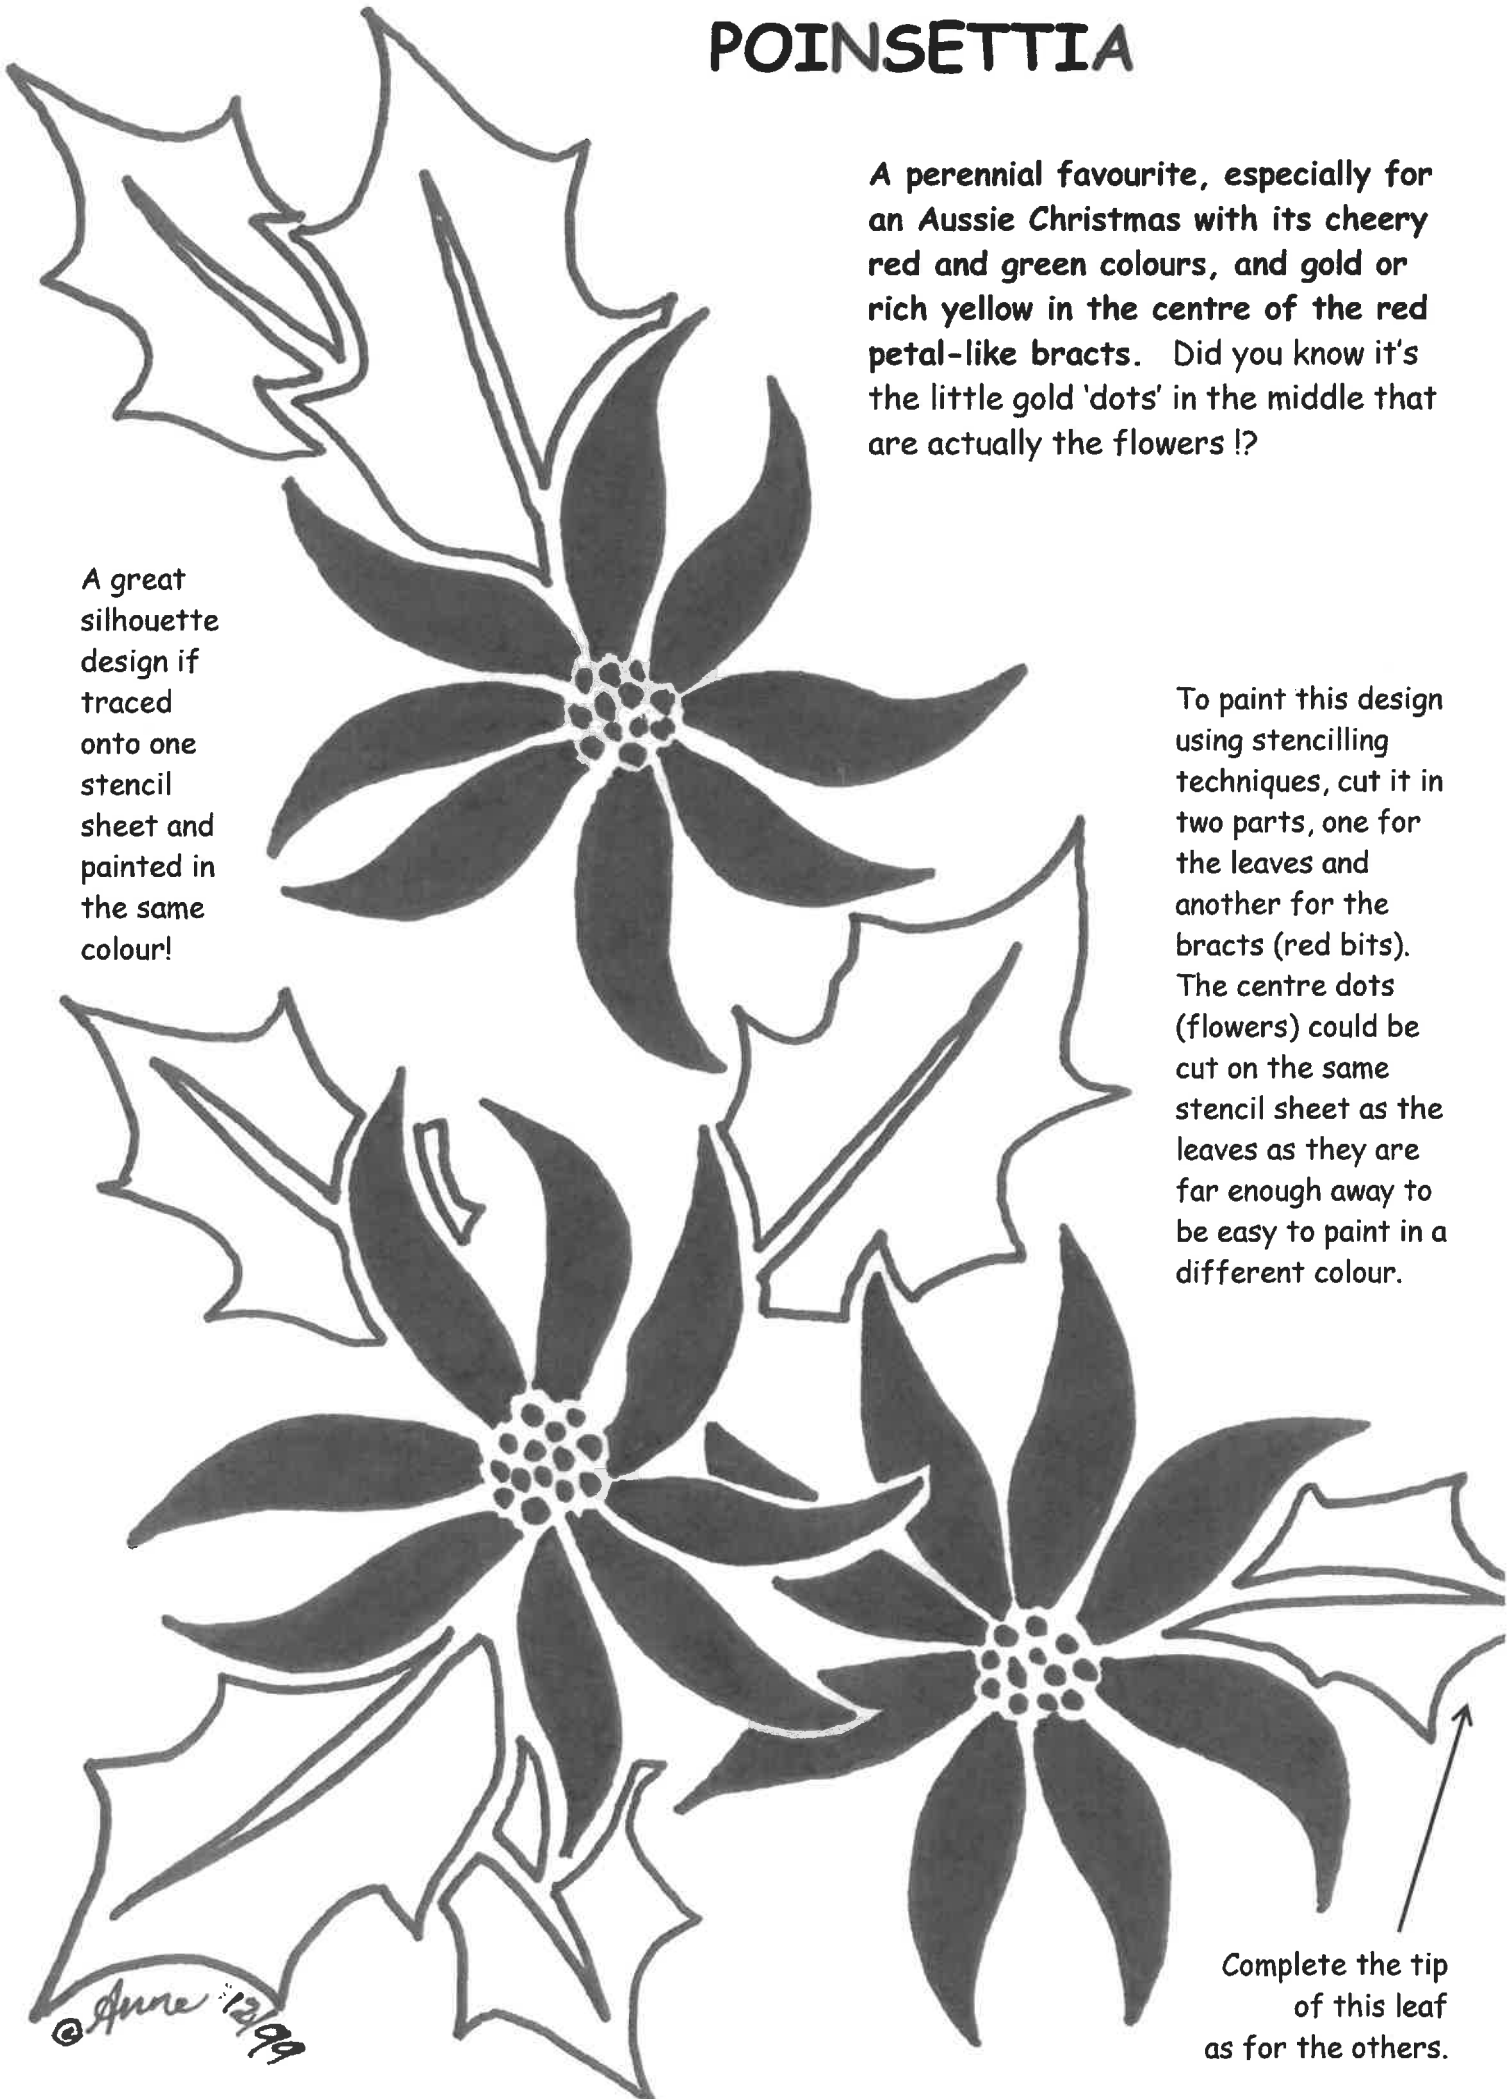 POINSETTIA
A perennial favourite, especially for
an Aussie Christmas with its cheery
red and green colours, and gold or
rich yellow in the centre of the red
petal-like bracts. Did you know it's
the little gold 'dots' in the middle that
are actually the flowers !?
A great
silhouette
design if
traced
onto one
stencil
sheet and
painted in
the same
colour!
To paint this design
using stencilling
techniques, cut it in
two parts, one for
the leaves and
another for the
bracts (red bits).
The centre dots
(flowers) could be
cut on the same
stencil sheet as the
leaves as they are
far enough away to
be easy to paint in a
different colour.
Complete the tip
of this leaf
as for the others.
© Anne 12/99